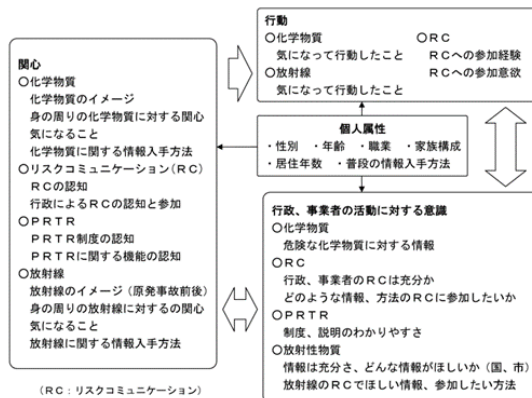 関心
○化学物質
化学物質のイメージ
身の周りの化学物質に対する関心
気になること
化学物質に関する情報入手方法
○リスクコミュニケーション(RC)
RCの認知
行政によるRCの認知と参加
○PRTR
PRTR制度の認知
PRTRに関する機能の認知
○放射線
放射線のイメージ(原発事故前後)
身の周りの放射線に対するの関心
気になること
放射線に関する情報入手方法
行動
○化学物質
気になって行動したこと
○放射線
気になって行動したこと
○RC
RCへの参加経験
RCへの参加意欲
個人属性
・性別 ・年齢 ・職業 ・家族構成
・居住年数 ・普段の情報入手方法
行政、事業者の活動に対する意識
○化学物質
危険な化学物質に対する情報
○RC
行政、事業者のRCは充分か
どのような情報、方法のRCに参加したいか
○PRTR
制度、説明のわかりやすさ
○放射性物質
情報は充分さ、どんな情報がほしいか(国、市)
放射線のRCでほしい情報、参加したい方法
(RC:リスクコミュニケーション)